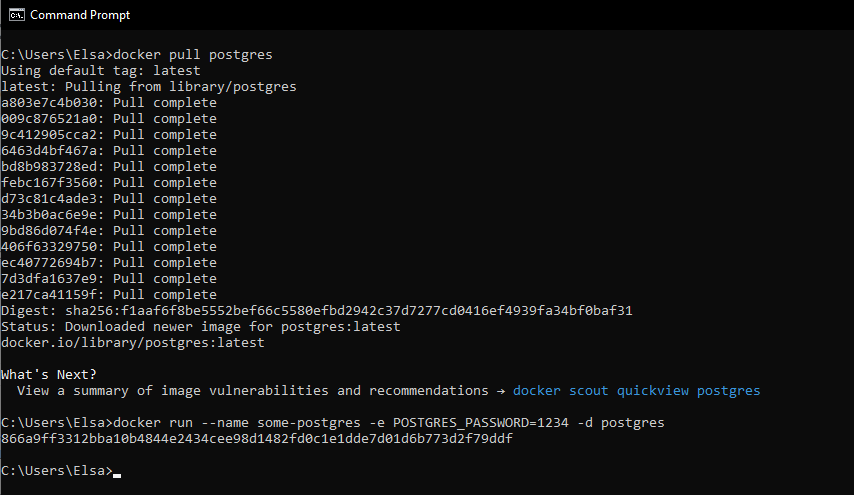 Command Prompt
C:\Users\Elsa>docker pull postgres
Using default tag: latest
latest: Pulling from library/postgres
a803e7c4b030: Pull complete
009c876521a0: Pull complete
9c412905cca2: Pull complete
6463d4bf467a: Pull complete
bd8b983728ed: Pull complete
febc167f3560: Pull complete
d73c81c4ade3: Pull complete
34b3b0ac6e9e: Pull complete
9bd86d074f4e: Pull complete
406f63329750: Pull complete
ec40772694b7: Pull complete
7d3dfa1637e9: Pull complete
e217ca41159f: Pull complete
Digest: sha256:f1aaf6f8be5552bef66c5580efbd2942c37d7277cd0416ef4939fa34bf0baf31
Status: Downloaded newer image for postgres:latest
docker.io/library/postgres:latest
What's Next?
  View a summary of image vulnerabilities and recommendations → docker scout quickview postgres
C:\Users\Elsa>docker run --name some-postgres -e POSTGRES_PASSWORD=1234 -d postgres
866a9ff3312bba10b4844e2434cee98d1482fd0c1e1dde7d01d6b773d2f79ddf
C:\Users\Elsa>